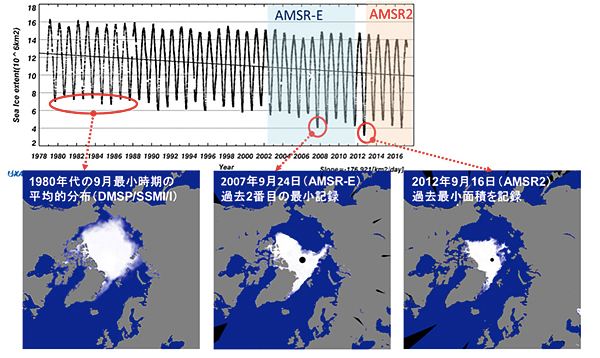 AMSR-E
AMSR2
Sea Ice extent(10^6km2)
18
16
14
12
10
8
6
4
2
1978 1980 1982 1984 1986 1988 1990 1992 1994 1996 1998 2000 2002 2004 2006 2008 2010 2012 2014 2016
Year
1980年代の9月最小時期の
平均的分布(DMSP/SSMI/I)
2007年9月24日(AMSR-E)
過去2番目の最小記録
2012年9月16日(AMSR2)
過去最小面積を記録